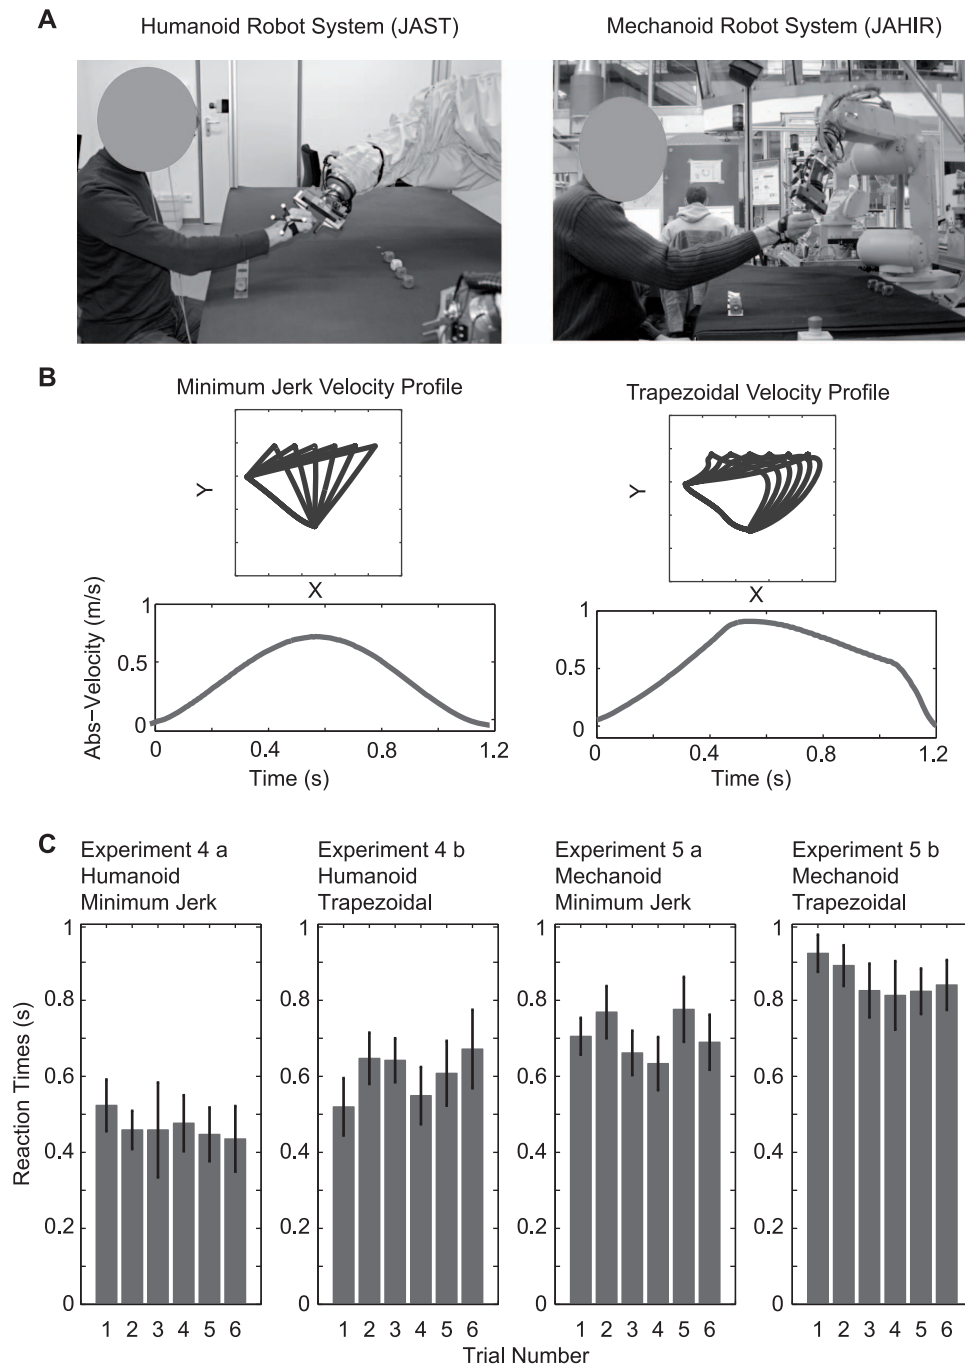 A
Humanoid Robot System (JAST)
Mechanoid Robot System (JAHIR)
B
Minimum Jerk Velocity Profile
Trapezoidal Velocity Profile
Y
X
Y
X
Abs−Velocity (m/s)
1
0.5
0
0 0.4 0.8 1.2
Time (s)
1
0.5
0
0 0.4 0.8 1.2
Time (s)
C
Experiment 4 a
Humanoid
Minimum Jerk
Experiment 4 b
Humanoid
Trapezoidal
Experiment 5 a
Mechanoid
Minimum Jerk
Experiment 5 b
Mechanoid
Trapezoidal
Reaction Times (s)
1
0.8
0.6
0.4
0.2
0
1 2 3 4 5 6
1
0.8
0.6
0.4
0.2
0
1 2 3 4 5 6
1
0.8
0.6
0.4
0.2
0
1 2 3 4 5 6
1
0.8
0.6
0.4
0.2
0
1 2 3 4 5 6
Trial Number